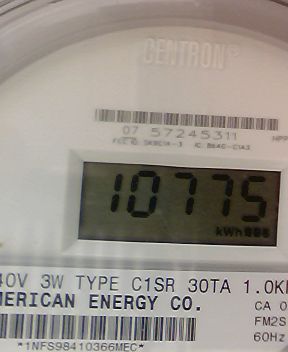 CENTRON®
07 57245311
10775
kWh
40V 3W TYPE C1SR 30TA 1.0K
MERICAN ENERGY CO.
CA 0
FM2S
60Hz
*1NFS98410366MEC*